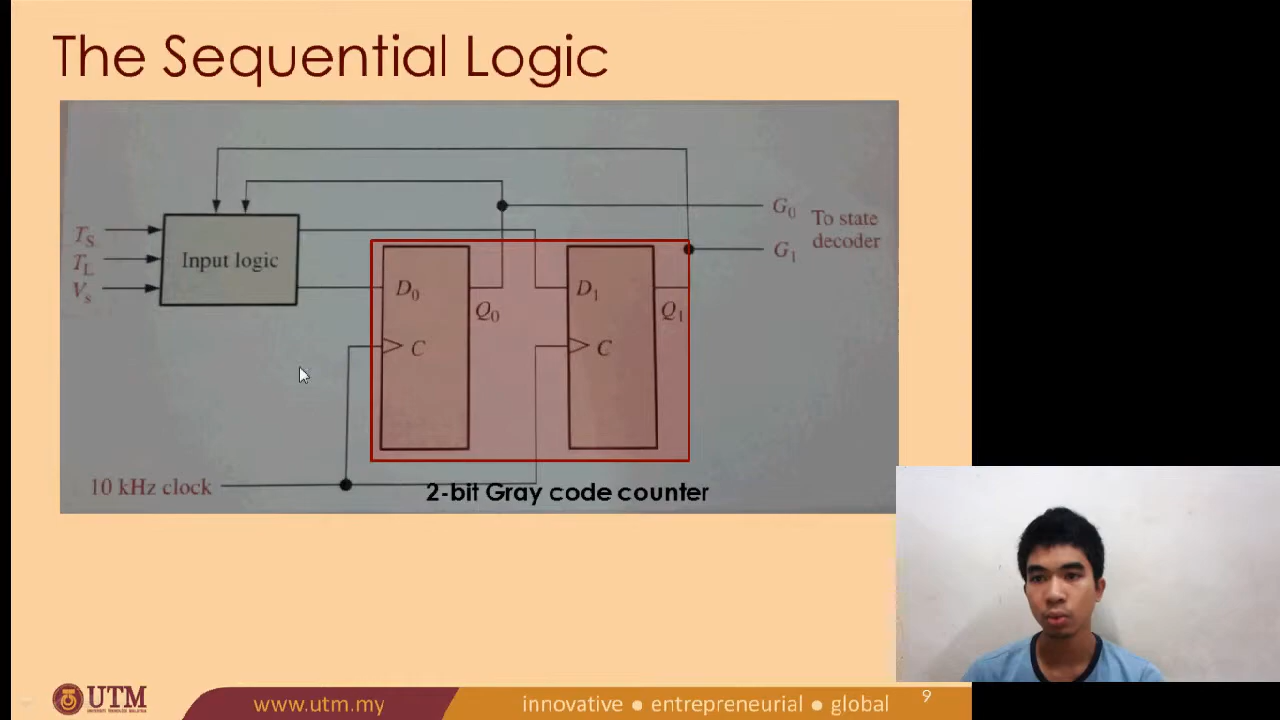 The Sequential Logic
G0
To state
decoder
G1
TS
TL
Vs
Input logic
D0
Q0
C
D1
Q1
C
10 kHz clock
2-bit Gray code counter
UTM
www.utm.my
innovative ● entrepreneurial ● global
9